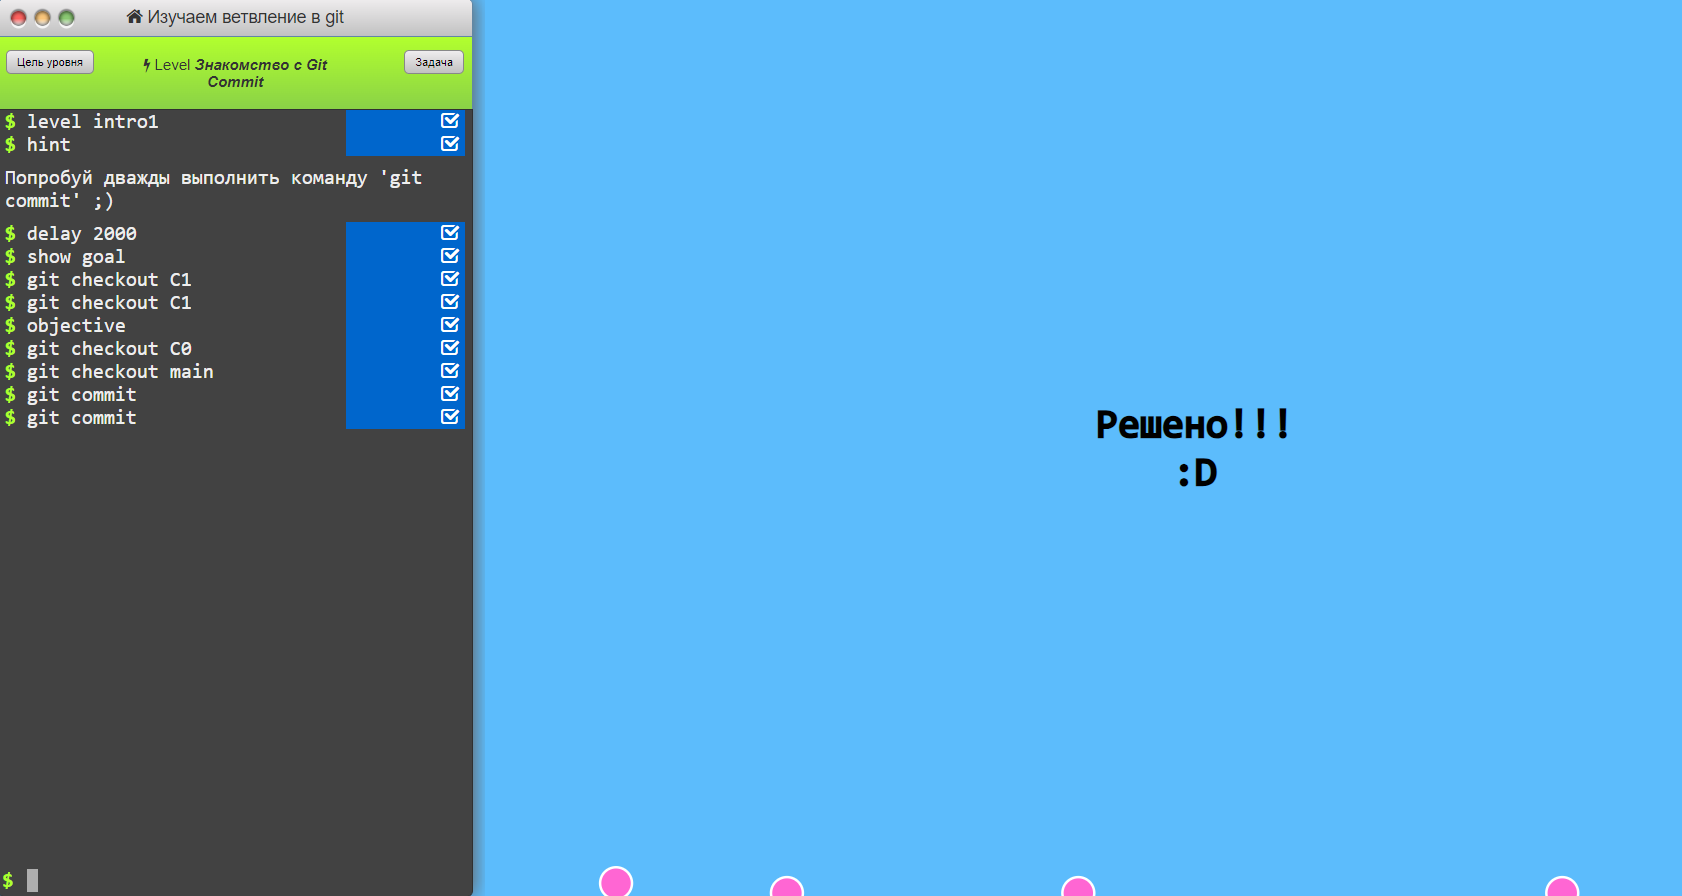 Изучаем ветвление в git
Цель уровня
Level Знакомство с Git
Commit
Задача
$ level intro1
$ hint
Попробуй дважды выполнить команду 'git
commit' ;)
$ delay 2000
$ show goal
$ git checkout C1
$ git checkout C1
$ objective
$ git checkout C0
$ git checkout main
$ git commit
$ git commit
$
Решено!!!
:D